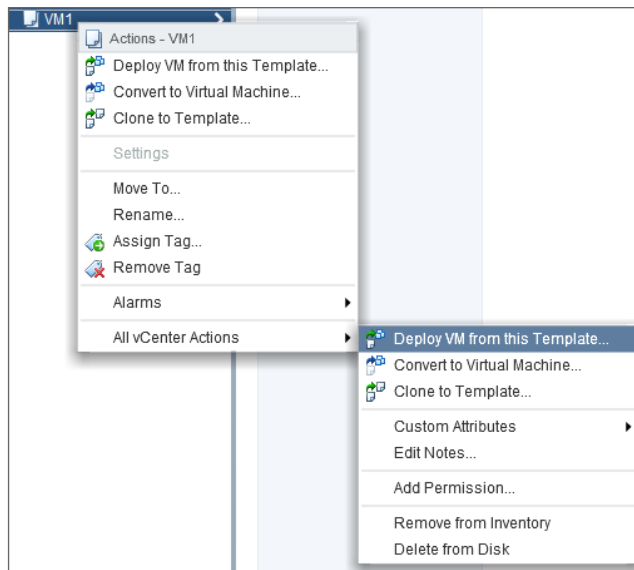 VM1
Actions - VM1
Deploy VM from this Template...
Convert to Virtual Machine...
Clone to Template...
Settings
Move To...
Rename...
Assign Tag...
Remove Tag
Alarms
All vCenter Actions
Deploy VM from this Template...
Convert to Virtual Machine...
Clone to Template...
Custom Attributes
Edit Notes...
Add Permission...
Remove from Inventory
Delete from Disk